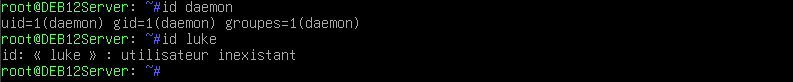 root@DEB12Server: ~#id daemon
uid=1(daemon) gid=1(daemon) groupes=1(daemon)
root@DEB12Server: ~#id luke
id: « luke » : utilisateur inexistant
root@DEB12Server: ~#